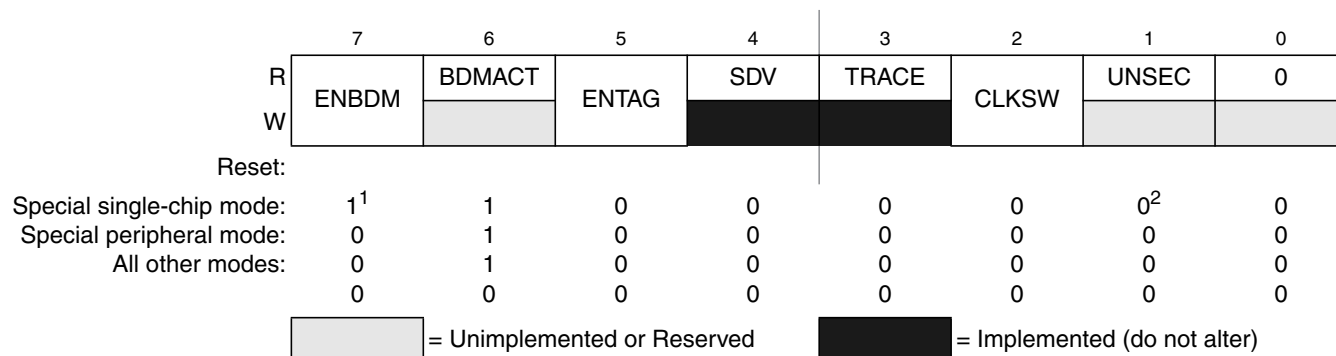 7 6 5 4 3 2 1 0
R ENBDM BDMACT ENTAG SDV TRACE CLKSW UNSEC 0
W
Reset:
Special single-chip mode: 1¹ 1 0 0 0 0 0² 0
Special peripheral mode: 0 1 0 0 0 0 0 0
All other modes: 0 1 0 0 0 0 0 0
0 0 0 0 0 0 0 0
= Unimplemented or Reserved = Implemented (do not alter)